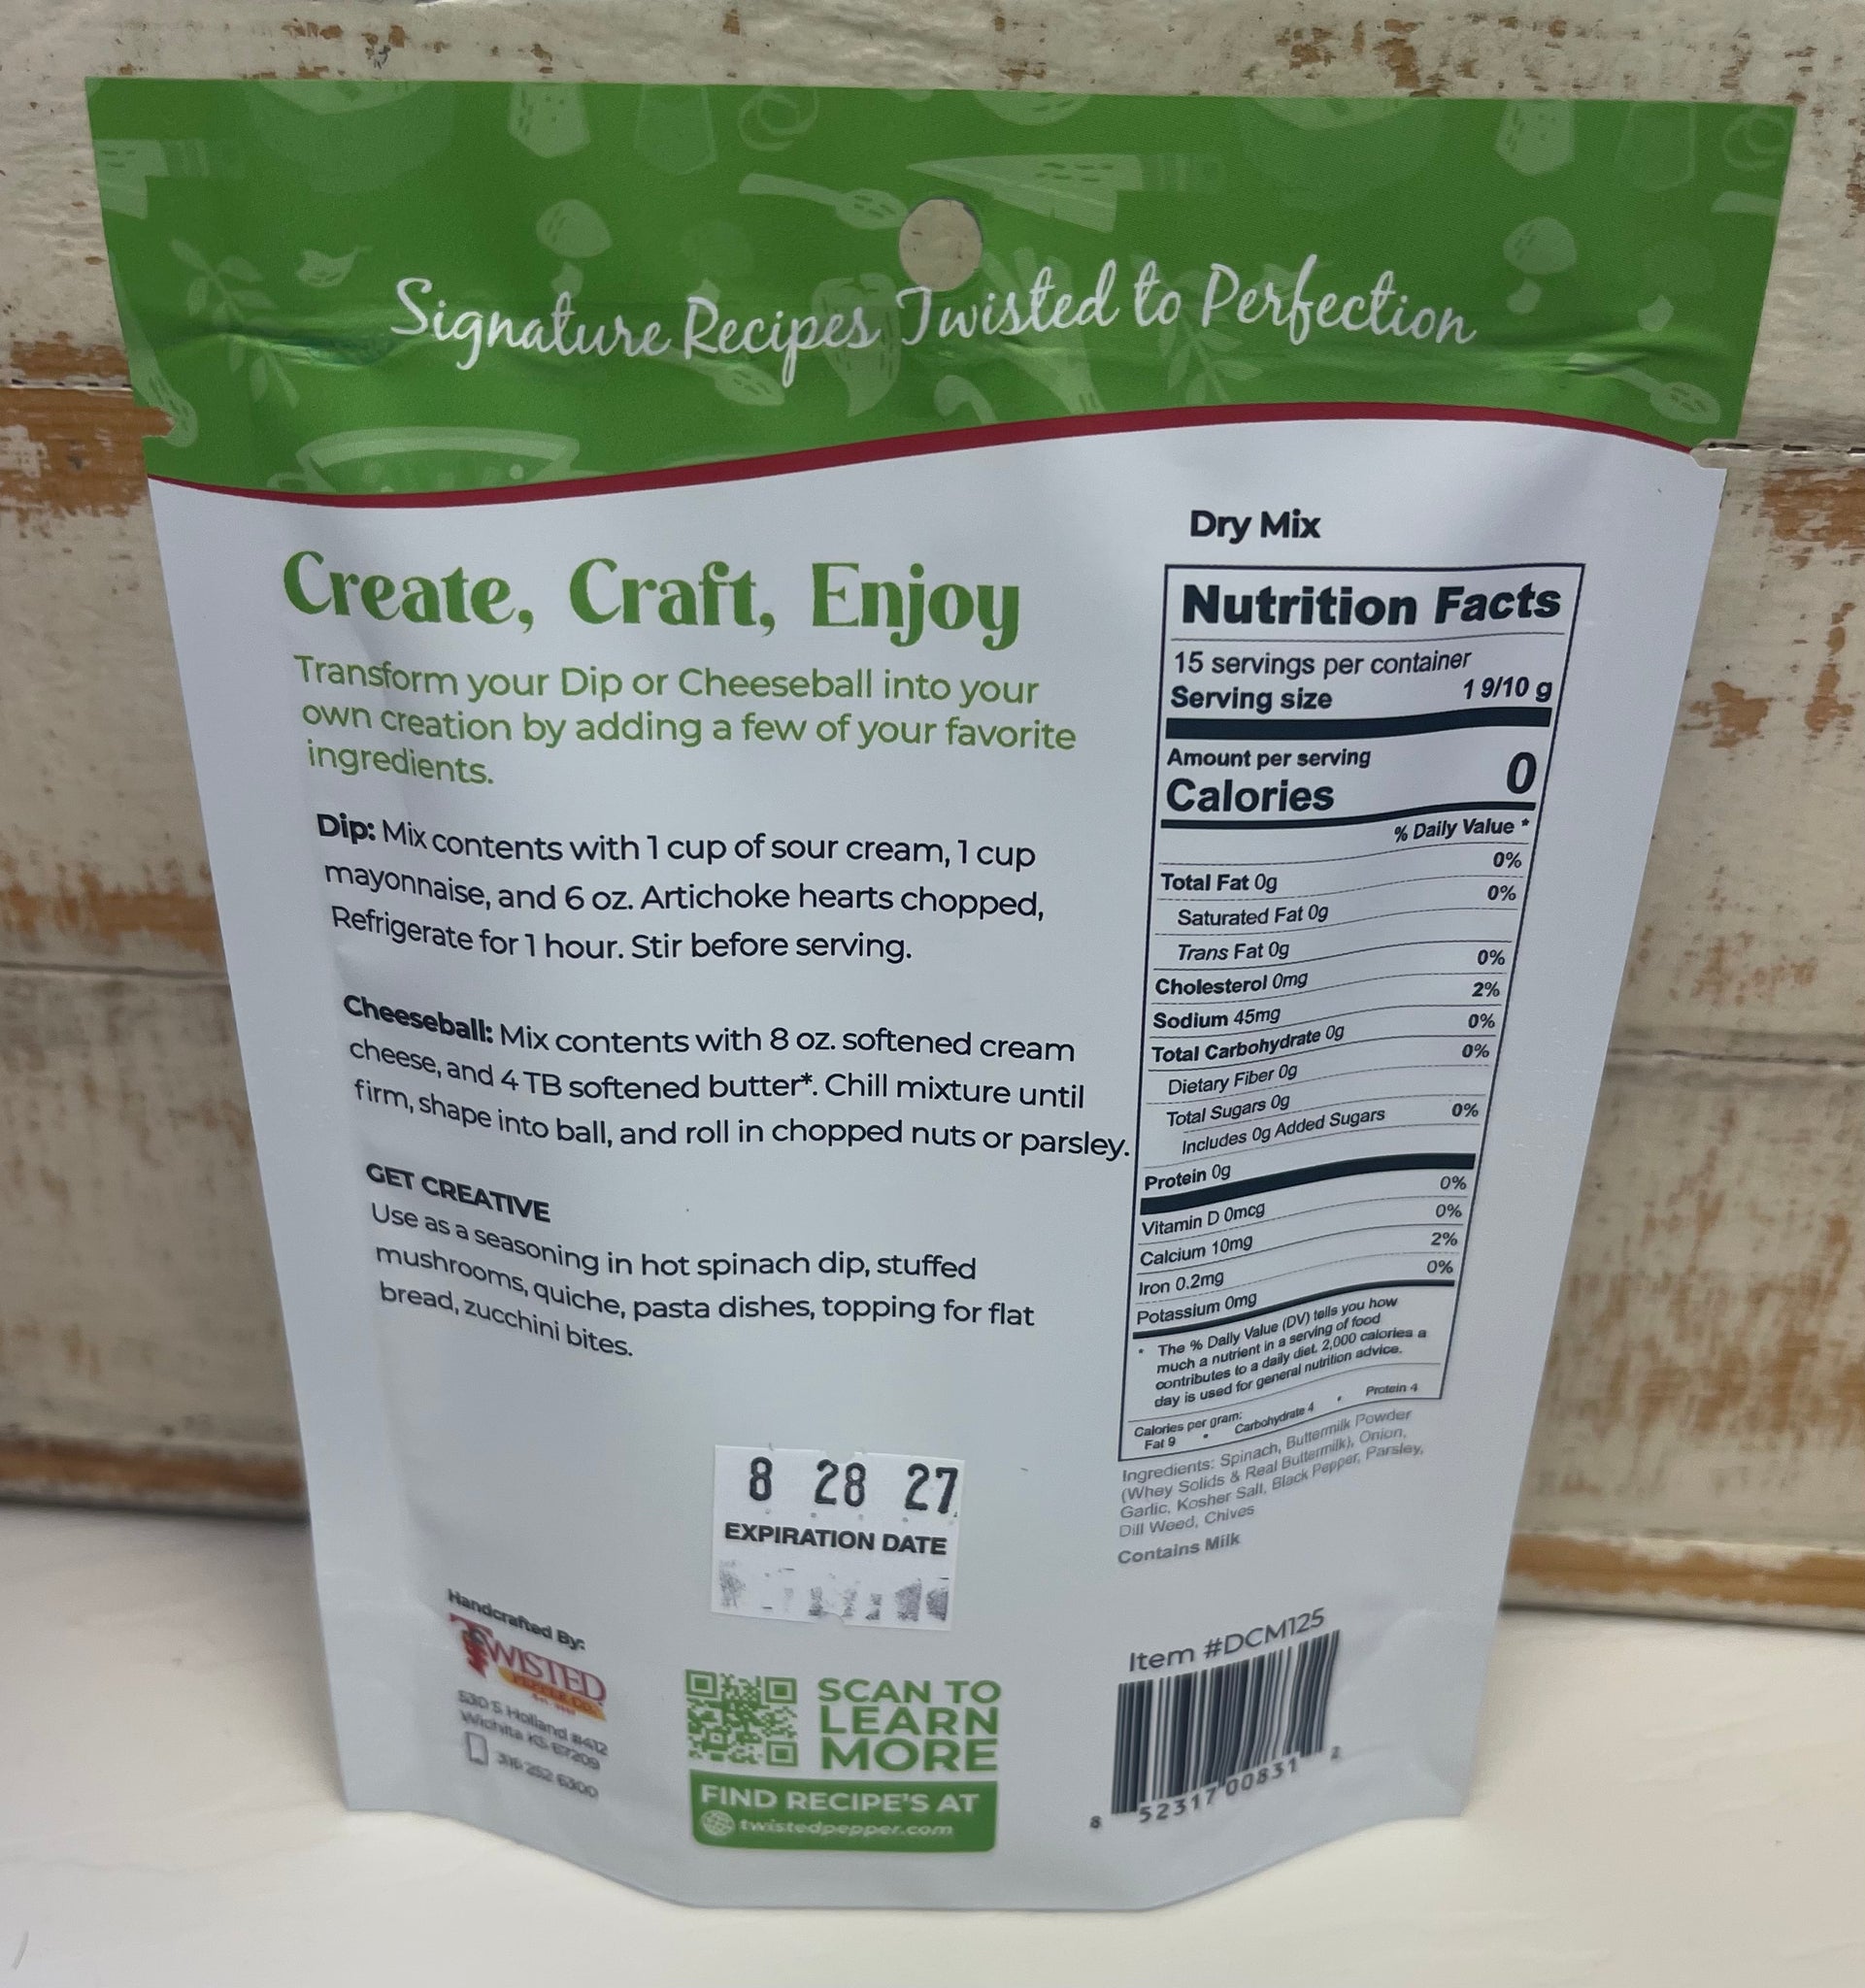 Signature Recipes Twisted to Perfection
Create, Craft, Enjoy
Transform your Dip or Cheeseball into your
own creation by adding a few of your favorite
ingredients.
Dip: Mix contents with 1 cup of sour cream, 1 cup
mayonnaise, and 6 oz. Artichoke hearts chopped,
Refrigerate for 1 hour. Stir before serving.
Cheeseball: Mix contents with 8 oz. softened cream
cheese, and 4 TB softened butter*. Chill mixture until
firm, shape into ball, and roll in chopped nuts or parsley.
GET CREATIVE
Use as a seasoning in hot spinach dip, stuffed
mushrooms, quiche, pasta dishes, topping for flat
bread, zucchini bites.
8 28 27
EXPIRATION DATE
Handcrafted By:
TWISTED
PEPPER CO.
530 S Holland #412
Wichita KS 67209
316 252 6300
SCAN TO
LEARN
MORE
FIND RECIPE'S AT
twistedpepper.com
Dry Mix
Nutrition Facts
15 servings per container
Serving size 1 9/10 g
Amount per serving
Calories 0
% Daily Value *
Total Fat 0g 0%
Saturated Fat 0g 0%
Trans Fat 0g
Cholesterol 0mg 0%
Sodium 45mg 2%
Total Carbohydrate 0g 0%
Dietary Fiber 0g 0%
Total Sugars 0g
Includes 0g Added Sugars 0%
Protein 0g
Vitamin D 0mcg 0%
Calcium 10mg 0%
Iron 0.2mg 2%
Potassium 0mg 0%
* The % Daily Value (DV) tells you how
much a nutrient in a serving of food
contributes to a daily diet. 2,000 calories a
day is used for general nutrition advice.
Calories per gram:
Fat 9 • Carbohydrate 4 • Protein 4
Ingredients: Spinach, Buttermilk Powder
(Whey Solids & Real Buttermilk), Onion,
Garlic, Kosher Salt, Black Pepper, Parsley,
Dill Weed, Chives
Contains Milk
Item #DCM125
8 52317 00831 2